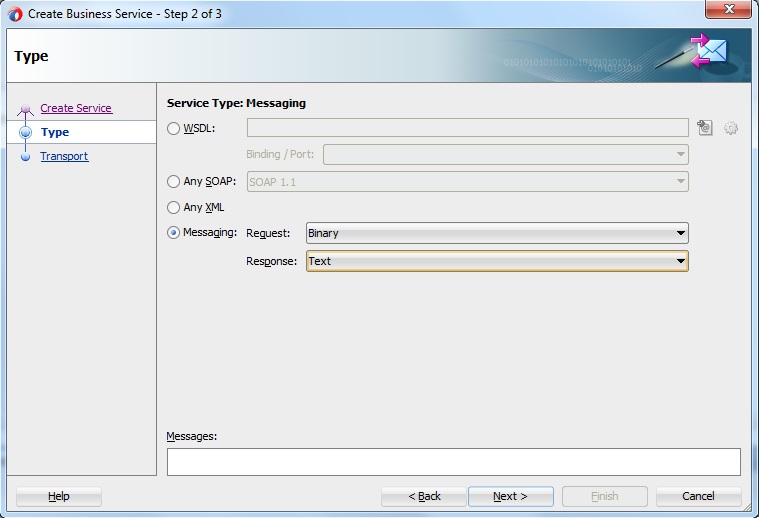 Create Business Service - Step 2 of 3
Type
Create Service
Type
Transport
Service Type: Messaging
WSDL:
Binding / Port:
Any SOAP: SOAP 1.1
Any XML
Messaging: Request: Binary
Response: Text
Messages:
Help < Back Next > Finish Cancel